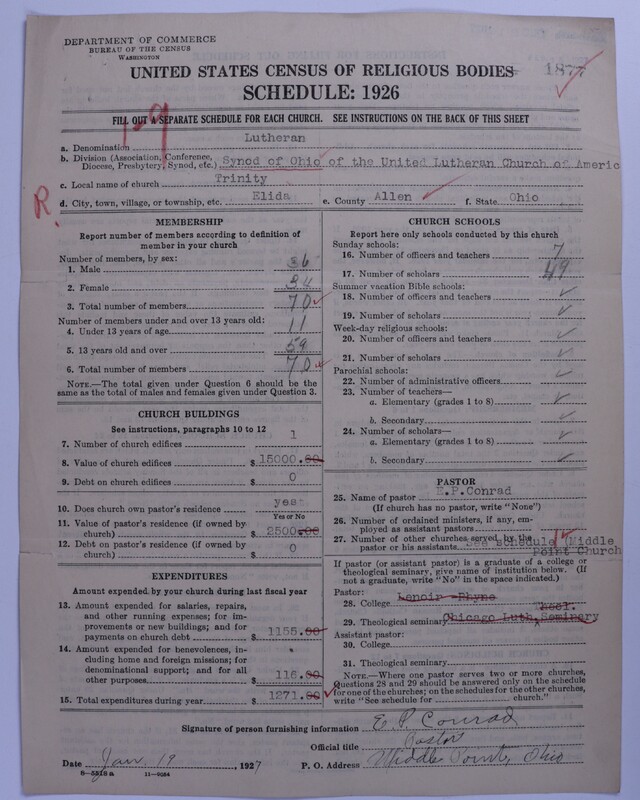 DEPARTMENT OF COMMERCE
BUREAU OF THE CENSUS
WASHINGTON
UNITED STATES CENSUS OF RELIGIOUS BODIES 1877
SCHEDULE: 1926
FILL OUT A SEPARATE SCHEDULE FOR EACH CHURCH. SEE INSTRUCTIONS ON THE BACK OF THIS SHEET
a. Denomination Lutheran
b. Division (Association, Conference,
Diocese, Presbytery, Synod, etc.) Synod of Ohio of the United Lutheran Church of Americ
c. Local name of church Trinity
R.
d. City, town, village, or township, etc. Elida e. County Allen f. State Ohio
MEMBERSHIP
Report number of members according to definition of
member in your church
Number of members, by sex:
1. Male 36
2. Female 34
3. Total number of members 70
Number of members under and over 13 years old:
4. Under 13 years of age 11
5. 13 years old and over 59
6. Total number of members 70
NOTE.—The total given under Question 6 should be
same as the total of males and females given under Question 3.
CHURCH BUILDINGS
See instructions, paragraphs 10 to 12
7. Number of church edifices 1
8. Value of church edifices $ 15000.00
9. Debt on church edifices $ 0
10. Does church own pastor's residence yes
Yes or No
11. Value of pastor's residence (if owned by
church) $ 2500.00
12. Debt on pastor's residence (if owned by
church) $ 0
EXPENDITURES
Amount expended by your church during last fiscal year
13. Amount expended for salaries, repairs,
and other running expenses; for im-
provements or new buildings; and for
payments on church debt $ 1155.00
14. Amount expended for benevolences, in-
cluding home and foreign missions; for
denominational support; and for all
other purposes $ 116.00
15. Total expenditures during year $ 1271.00
CHURCH SCHOOLS
Report here only schools conducted by this church
Sunday schools:
16. Number of officers and teachers 7
17. Number of scholars 49
Summer vacation Bible schools:
18. Number of officers and teachers
19. Number of scholars
Week-day religious schools:
20. Number of officers and teachers
21. Number of scholars
Parochial schools:
22. Number of administrative officers
23. Number of teachers—
a. Elementary (grades 1 to 8)
b. Secondary
24. Number of scholars—
a. Elementary (grades 1 to 8)
b. Secondary
PASTOR
25. Name of pastor E.P.Conrad
(If church has no pastor, write "None")
26. Number of ordained ministers, if any, em-
ployed as assistant pastors
27. Number of other churches served by the
pastor or his assistants See schedule Middle
Point Church
If pastor (or assistant pastor) is a graduate of a college or
theological seminary, give name of institution below. (If
not a graduate, write "No" in the space indicated.)
Pastor:
28. College Lenoir Rhyne
29. Theological seminary Chicago Luth. Theol. Seminary
Assistant pastor:
30. College
31. Theological seminary
NOTE.—Where one pastor serves two or more churches,
Questions 28 and 29 should be answered only on the schedule
for one of the churches; on the schedules for the other churches,
write "See schedule for church."
Signature of person furnishing information E P Conrad
Official title Pastor
Date Jan. 19, 1927 P. O. Address Middle Point, Ohio
8-5518a 11-9084